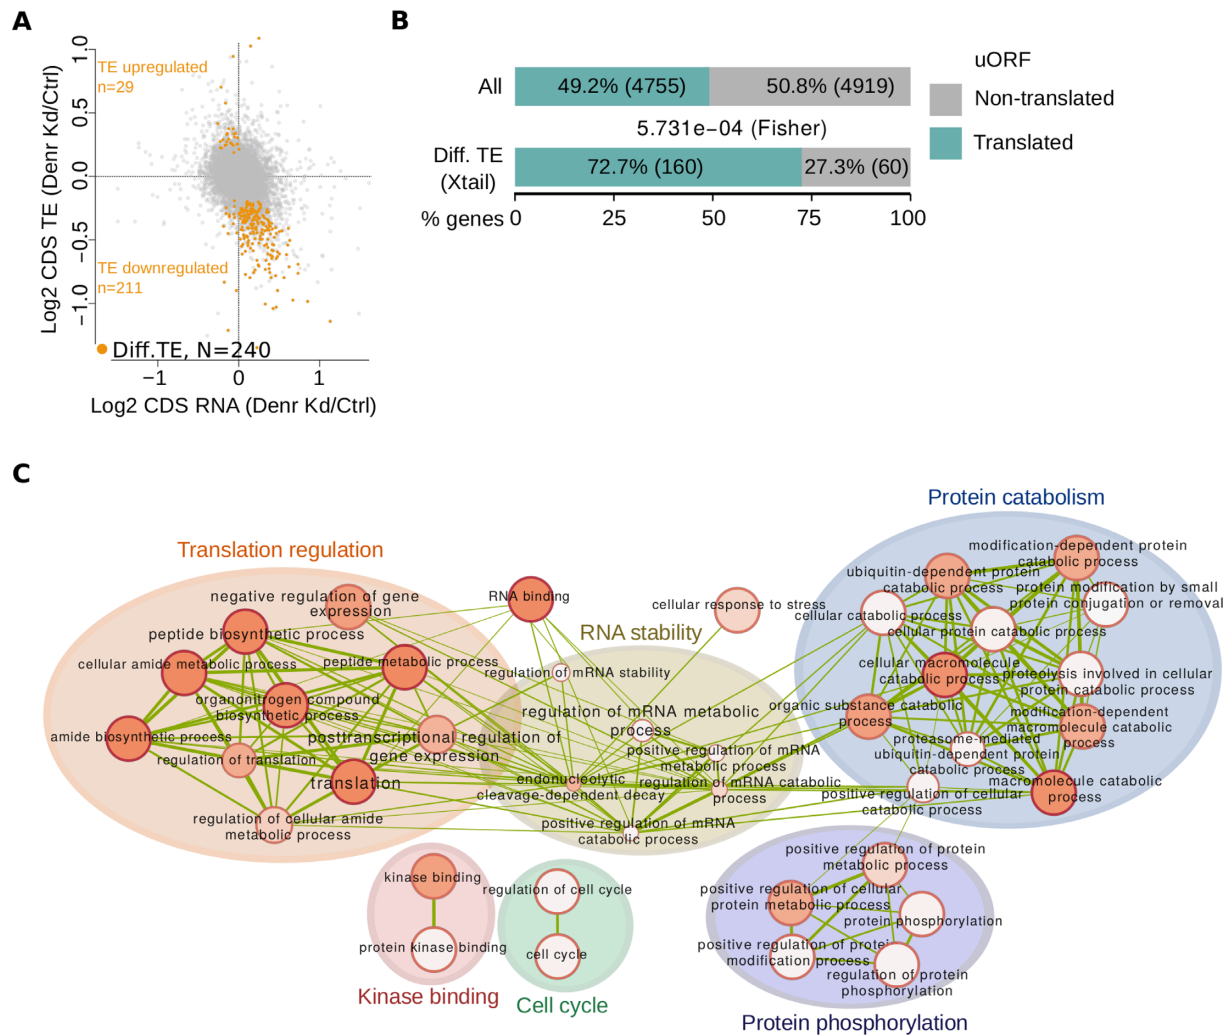 A
TE upregulated
n=29
TE downregulated
n=211
Diff.TE, N=240
1.0
0.5
0.0
−0.5
−1.0
Log2 CDS TE (Denr Kd/Ctrl)
−1
0
1
Log2 CDS RNA (Denr Kd/Ctrl)
B
All
49.2% (4755)
50.8% (4919)
5.731e−04 (Fisher)
Diff. TE
(Xtail)
72.7% (160)
27.3% (60)
% genes
0
25
50
75
100
uORF
Non-translated
Translated
C
Translation regulation
negative regulation of gene
expression
peptide biosynthetic process
cellular amide metabolic process
peptide metabolic process
organonitrogen compound
biosynthetic process
amide biosynthetic process
posttranscriptional regulation of
gene expression
regulation of translation
translation
regulation of cellular amide
metabolic process
RNA binding
cellular response to stress
RNA stability
regulation of mRNA stability
regulation of mRNA metabolic
process
positive regulation of mRNA
metabolic process
endonucleolytic
cleavage-dependent decay
regulation of mRNA catabolic
process
positive regulation of mRNA
catabolic process
Protein catabolism
modification-dependent protein
catabolic process
ubiquitin-dependent protein
catabolic process
protein modification by small
protein conjugation or removal
cellular catabolic process
cellular protein catabolic process
cellular macromolecule
catabolic process
proteolysis involved in cellular
protein catabolic process
organic substance catabolic
process
modification-dependent
macromolecule catabolic
process
proteasome-mediated
ubiquitin-dependent protein
catabolic process
macromolecule catabolic
process
positive regulation of cellular
catabolic process
kinase binding
protein kinase binding
Kinase binding
regulation of cell cycle
cell cycle
Cell cycle
positive regulation of protein
metabolic process
positive regulation of cellular
protein metabolic process
protein phosphorylation
positive regulation of protein
modification process
regulation of protein
phosphorylation
Protein phosphorylation